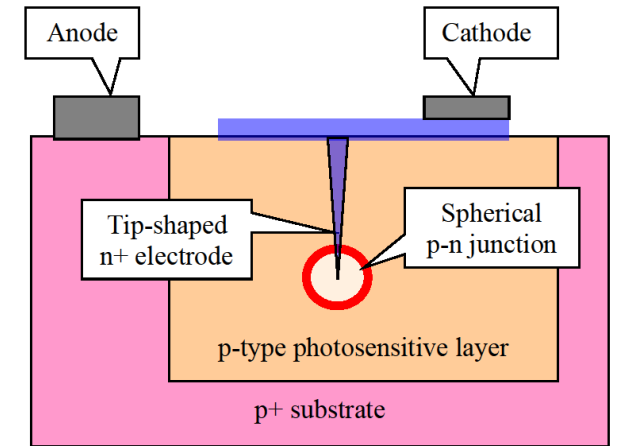 Anode
Cathode
Tip-shaped
n+ electrode
Spherical
p-n junction
p-type photosensitive layer
p+ substrate